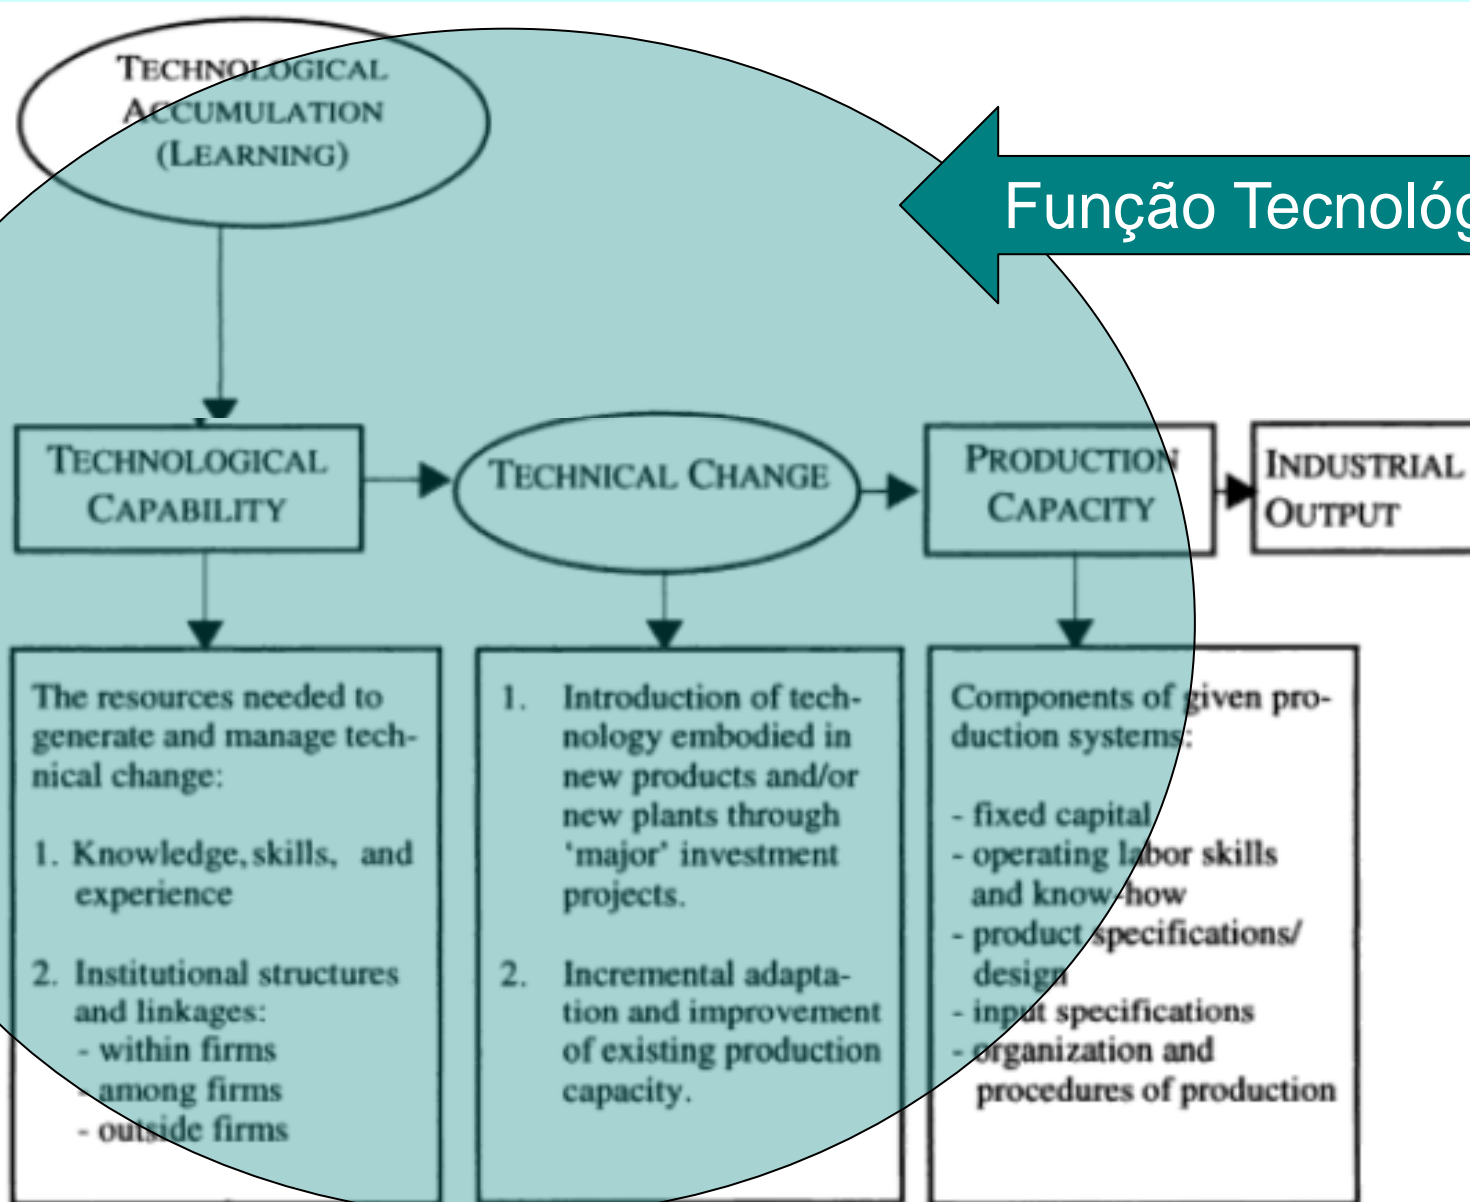 TECHNOLOGICAL
ACCUMULATION
(LEARNING)
Função
TECHNOLOGICAL
CAPABILITY
TECHNICAL CHANGE
PRODUCTION
CAPACITY
INDUSTRIAL
OUTPUT
The resources needed to
generate and manage tech-
nical change:
1. Knowledge, skills, and
experience
2. Institutional structures
and linkages:
- within firms
- among firms
- outside firms
1. Introduction of tech-
nology embodied in
new products and/or
new plants through
‘major’ investment
projects.
2. Incremental adapta-
tion and improvement
of existing production
capacity.
Components of given pro-
duction systems:
- fixed capital
- operating labor skills
and know-how
- product specifications/
design
- input specifications
- organization and
procedures of production